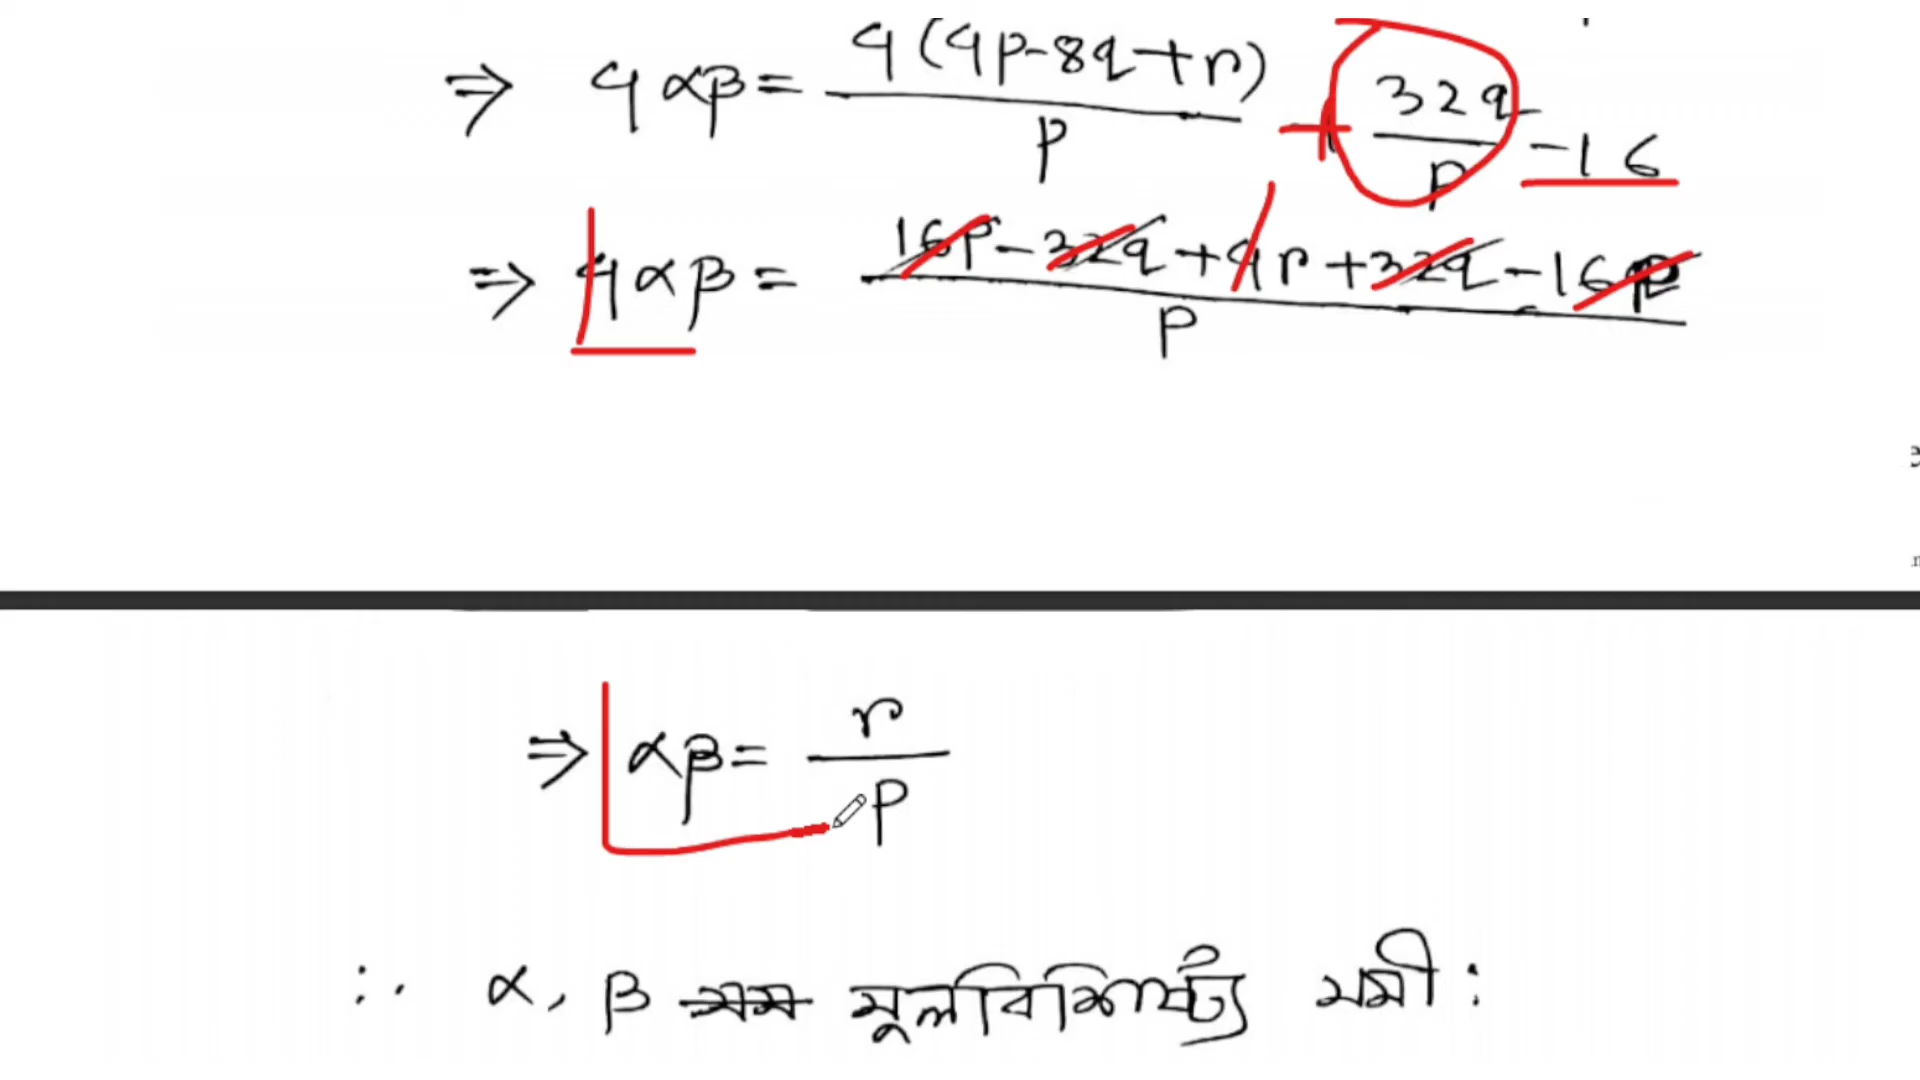 ⇒ 4αβ = 4(4p-8q+r)/p + 32q/p - 16
⇒ 4αβ = 16p - 32q + 4r + 32q - 16p/p
⇒ αβ = r/p
∴ α, β মূলবিশিষ্ট সমী: